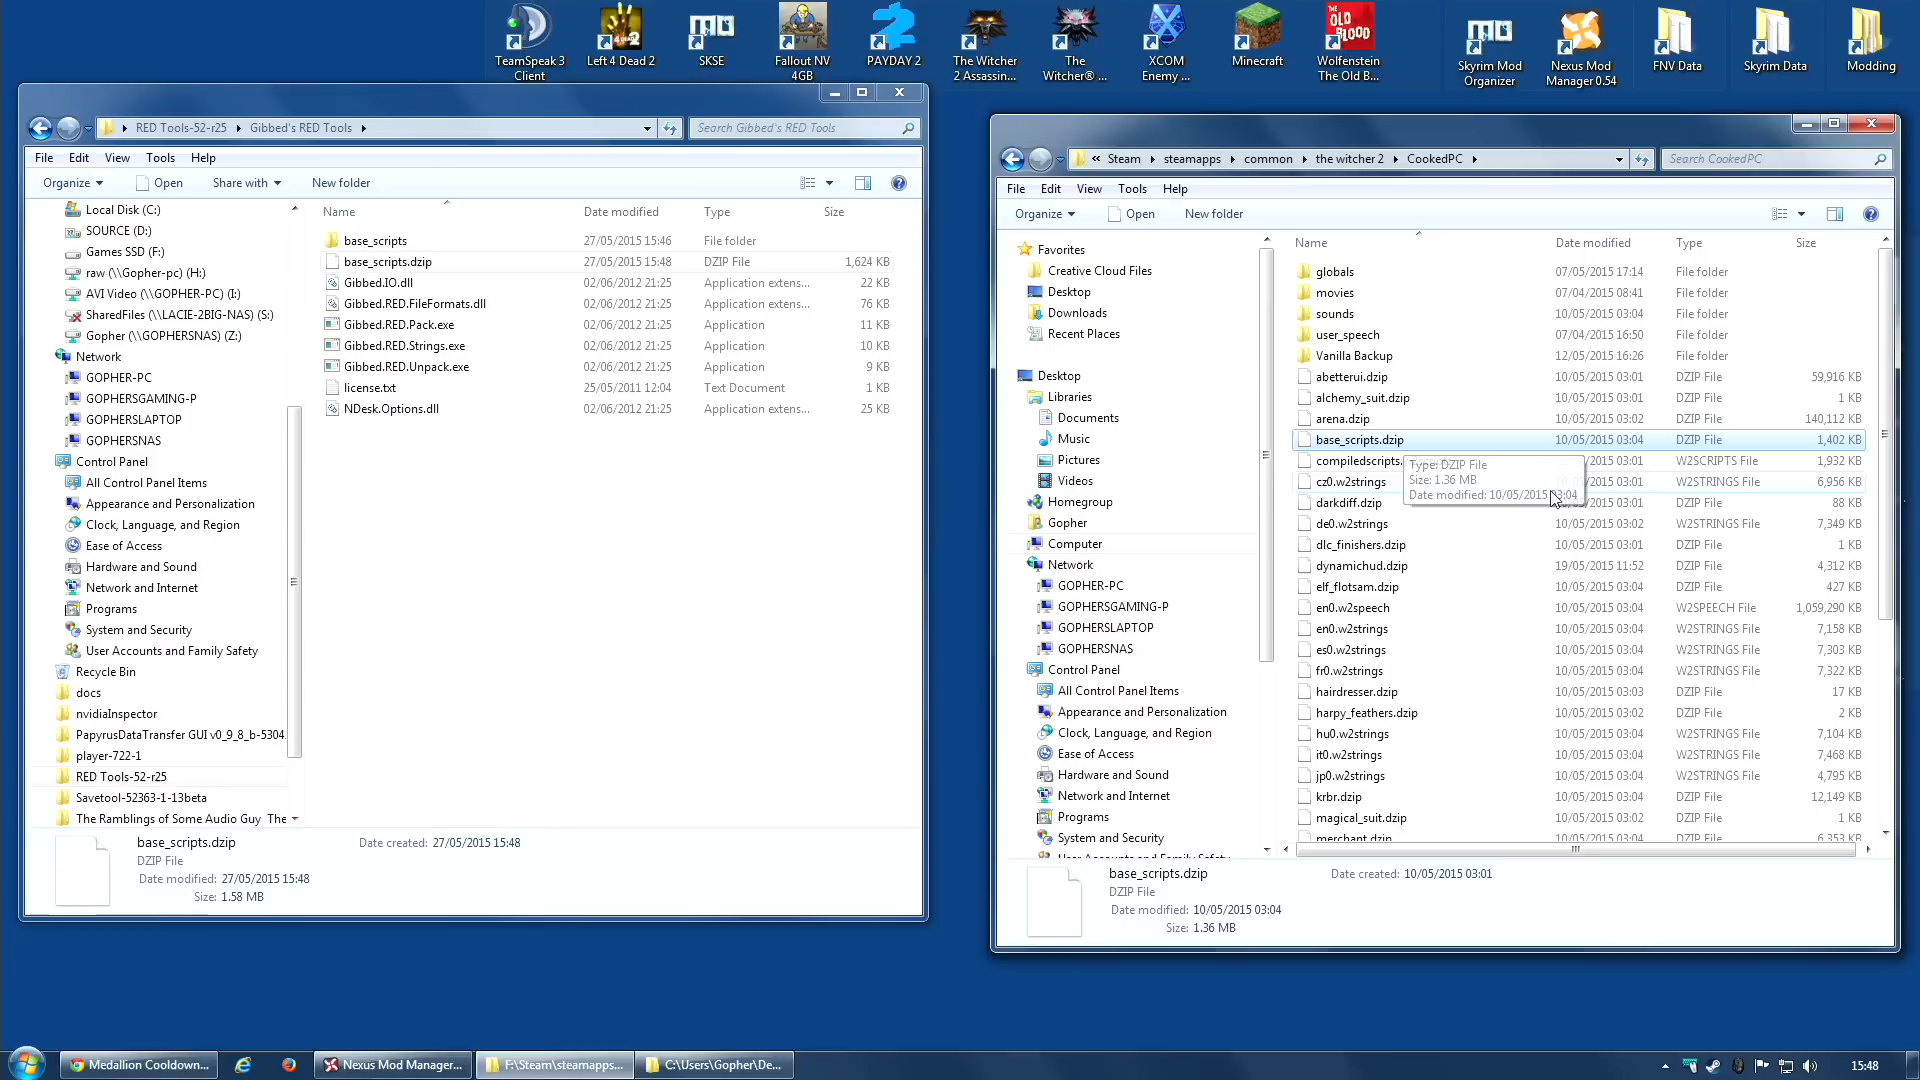 TeamSpeak 3 Client
Left 4 Dead 2
SKSE
Fallout NV 4GB
PAYDAY 2
The Witcher 2 Assassin...
The Witcher® ...
XCOM Enemy ...
Minecraft
THE OLD BLOOD
Wolfenstein The Old B...
Skyrim Mod Organizer
Nexus Mod Manager 0.54
FNV Data
Skyrim Data
Modding
RED Tools-52-r25 Gibbed's RED Tools
Search Gibbed's RED Tools
File Edit View Tools Help
Organize Open Share with New folder
Local Disk (C:)
SOURCE (D:)
Games SSD (F:)
raw (\\Gopher-pc) (H:)
AVI Video (\\GOPHER-PC) (I:)
SharedFiles (\\LACIE-2BIG-NAS) (S:)
Gopher (\\GOPHERSNAS) (Z:)
Network
GOPHER-PC
GOPHERSGAMING-P
GOPHERSLAPTOP
GOPHERSNAS
Control Panel
All Control Panel Items
Appearance and Personalization
Clock, Language, and Region
Ease of Access
Hardware and Sound
Network and Internet
Programs
System and Security
User Accounts and Family Safety
Recycle Bin
docs
nvidiaInspector
PapyrusDataTransfer GUI v0_9_8_b-5304
player-722-1
RED Tools-52-r25
Savetool-52363-1-13beta
The Ramblings of Some Audio Guy The
Name Date modified Type Size
base_scripts 27/05/2015 15:46 File folder
base_scripts.dzip 27/05/2015 15:48 DZIP File 1,624 KB
Gibbed.IO.dll 02/06/2012 21:25 Application extens... 22 KB
Gibbed.RED.FileFormats.dll 02/06/2012 21:25 Application extens... 76 KB
Gibbed.RED.Pack.exe 02/06/2012 21:25 Application 11 KB
Gibbed.RED.Strings.exe 02/06/2012 21:25 Application 10 KB
Gibbed.RED.Unpack.exe 02/06/2012 21:25 Application 9 KB
license.txt 25/05/2011 12:04 Text Document 1 KB
NDesk.Options.dll 02/06/2012 21:25 Application extens... 25 KB
base_scripts.dzip Date created: 27/05/2015 15:48
DZIP File
Date modified: 27/05/2015 15:48
Size: 1.58 MB
« Steam steamapps common the witcher 2 CookedPC
Search CookedPC
File Edit View Tools Help
Organize Open New folder
Favorites
Creative Cloud Files
Desktop
Downloads
Recent Places
Desktop
Libraries
Documents
Music
Pictures
Videos
Homegroup
Gopher
Computer
Network
GOPHER-PC
GOPHERSGAMING-P
GOPHERSLAPTOP
GOPHERSNAS
Control Panel
All Control Panel Items
Appearance and Personalization
Clock, Language, and Region
Ease of Access
Hardware and Sound
Network and Internet
Programs
System and Security
User Accounts and Family Safety
Name Date modified Type Size
globals 07/05/2015 17:14 File folder
movies 07/04/2015 08:41 File folder
sounds 10/05/2015 03:04 File folder
user_speech 07/04/2015 16:50 File folder
Vanilla Backup 12/05/2015 16:26 File folder
abetterui.dzip 10/05/2015 03:01 DZIP File 59,916 KB
alchemy_suit.dzip 10/05/2015 03:01 DZIP File 1 KB
arena.dzip 10/05/2015 03:02 DZIP File 140,112 KB
base_scripts.dzip 10/05/2015 03:04 DZIP File 1,402 KB
compiledscripts. 03:01 W2SCRIPTS File 1,932 KB
Type: DZIP File
Size: 1.36 MB
Date modified: 10/05/2015 03:04
cz0.w2strings 03:01 W2STRINGS File 6,956 KB
darkdiff.dzip 03:01 DZIP File 88 KB
de0.w2strings 10/05/2015 03:02 W2STRINGS File 7,349 KB
dlc_finishers.dzip 10/05/2015 03:01 DZIP File 1 KB
dynamichud.dzip 19/05/2015 11:52 DZIP File 4,312 KB
elf_flotsam.dzip 10/05/2015 03:04 DZIP File 427 KB
en0.w2speech 10/05/2015 03:04 W2SPEECH File 1,059,290 KB
en0.w2strings 10/05/2015 03:04 W2STRINGS File 7,158 KB
es0.w2strings 10/05/2015 03:04 W2STRINGS File 7,303 KB
fr0.w2strings 10/05/2015 03:04 W2STRINGS File 7,322 KB
hairdresser.dzip 10/05/2015 03:03 DZIP File 17 KB
harpy_feathers.dzip 10/05/2015 03:02 DZIP File 2 KB
hu0.w2strings 10/05/2015 03:04 W2STRINGS File 7,104 KB
it0.w2strings 10/05/2015 03:04 W2STRINGS File 7,468 KB
jp0.w2strings 10/05/2015 03:04 W2STRINGS File 4,795 KB
krbr.dzip 10/05/2015 03:04 DZIP File 12,149 KB
magical_suit.dzip 10/05/2015 03:02 DZIP File 1 KB
merchant.dzip 10/05/2015 03:04 DZIP File 6,353 KB
base_scripts.dzip Date created: 10/05/2015 03:01
DZIP File
Date modified: 10/05/2015 03:04
Size: 1.36 MB
Medallion Cooldown...
Nexus Mod Manager...
F:\Steam\steamapps...
C:\Users\Gopher\De...
15:48